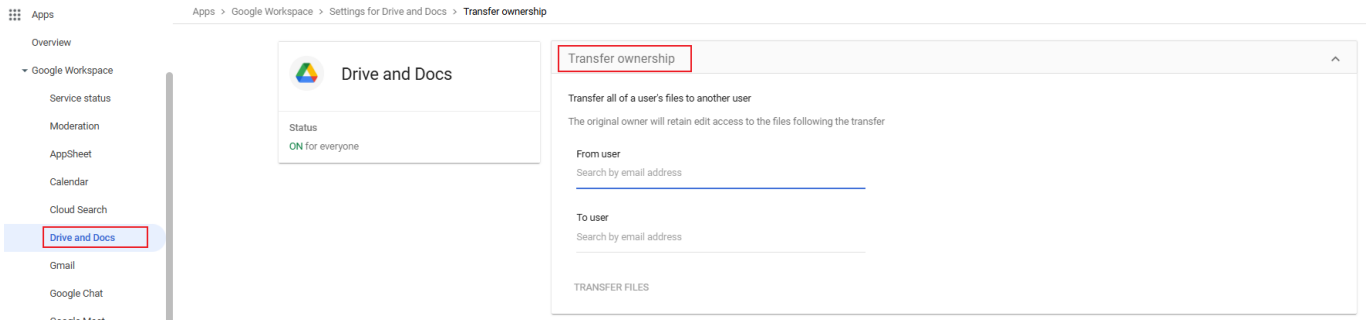 Apps
Overview
Google Workspace
Service status
Moderation
AppSheet
Calendar
Cloud Search
Drive and Docs
Gmail
Google Chat
Google Meet
Apps > Google Workspace > Settings for Drive and Docs > Transfer ownership
Drive and Docs
Status
ON for everyone
Transfer ownership
Transfer all of a user's files to another user
The original owner will retain edit access to the files following the transfer
From user
Search by email address
To user
Search by email address
TRANSFER FILES